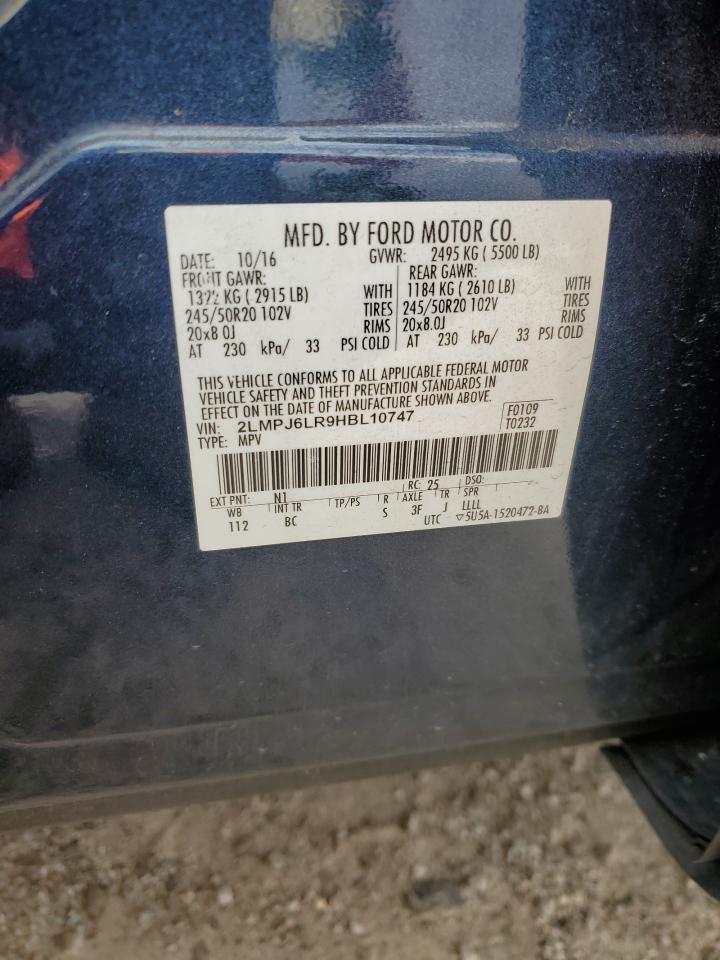 MFD. BY FORD MOTOR CO.
DATE: 10/16 GVWR: 2495 KG ( 5500 LB)
FRONT GAWR: REAR GAWR:
1322 KG (2915 LB) WITH 1184 KG (2610 LB) WITH
245/50R20 102V TIRES 245/50R20 102V TIRES
20x8.0J RIMS 20x8.0J RIMS
AT 230 kPa/ 33 PSI COLD AT 230 kPa/ 33 PSI COLD
THIS VEHICLE CONFORMS TO ALL APPLICABLE FEDERAL MOTOR
VEHICLE SAFETY AND THEFT PREVENTION STANDARDS IN
EFFECT ON THE DATE OF MANUFACTURE SHOWN ABOVE.
VIN: 2LMPJ6LR9HBL10747 F0109
TYPE: MPV T0232
EXT PNT: N1 RC: 25 DSO:
WB INT TR TP/PS R AXLE TR SPR
112 BC S 3F J LLLL
UTC ▽5U5A-1520472-BA